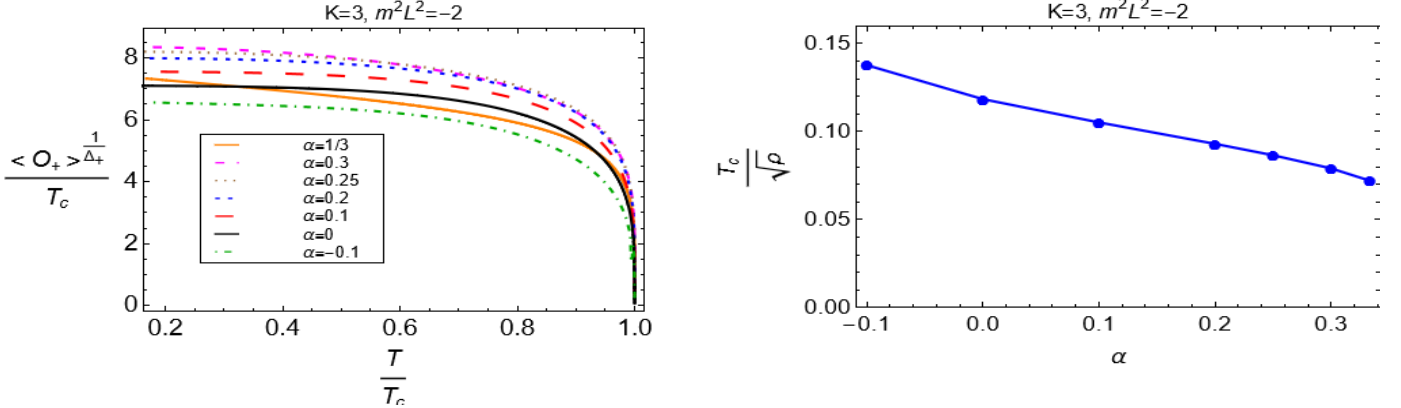 K=3, m²L²=−2
8
6
4
2
0
< O₊ >^(1/Δ₊)
T_c
α=1/3
α=0.3
α=0.25
α=0.2
α=0.1
α=0
α=−0.1
0.2 0.4 0.6 0.8 1.0
T
T_c
K=3, m²L²=−2
0.15
0.10
0.05
0.00
T_c
√ρ
−0.1 0.0 0.1 0.2 0.3
α